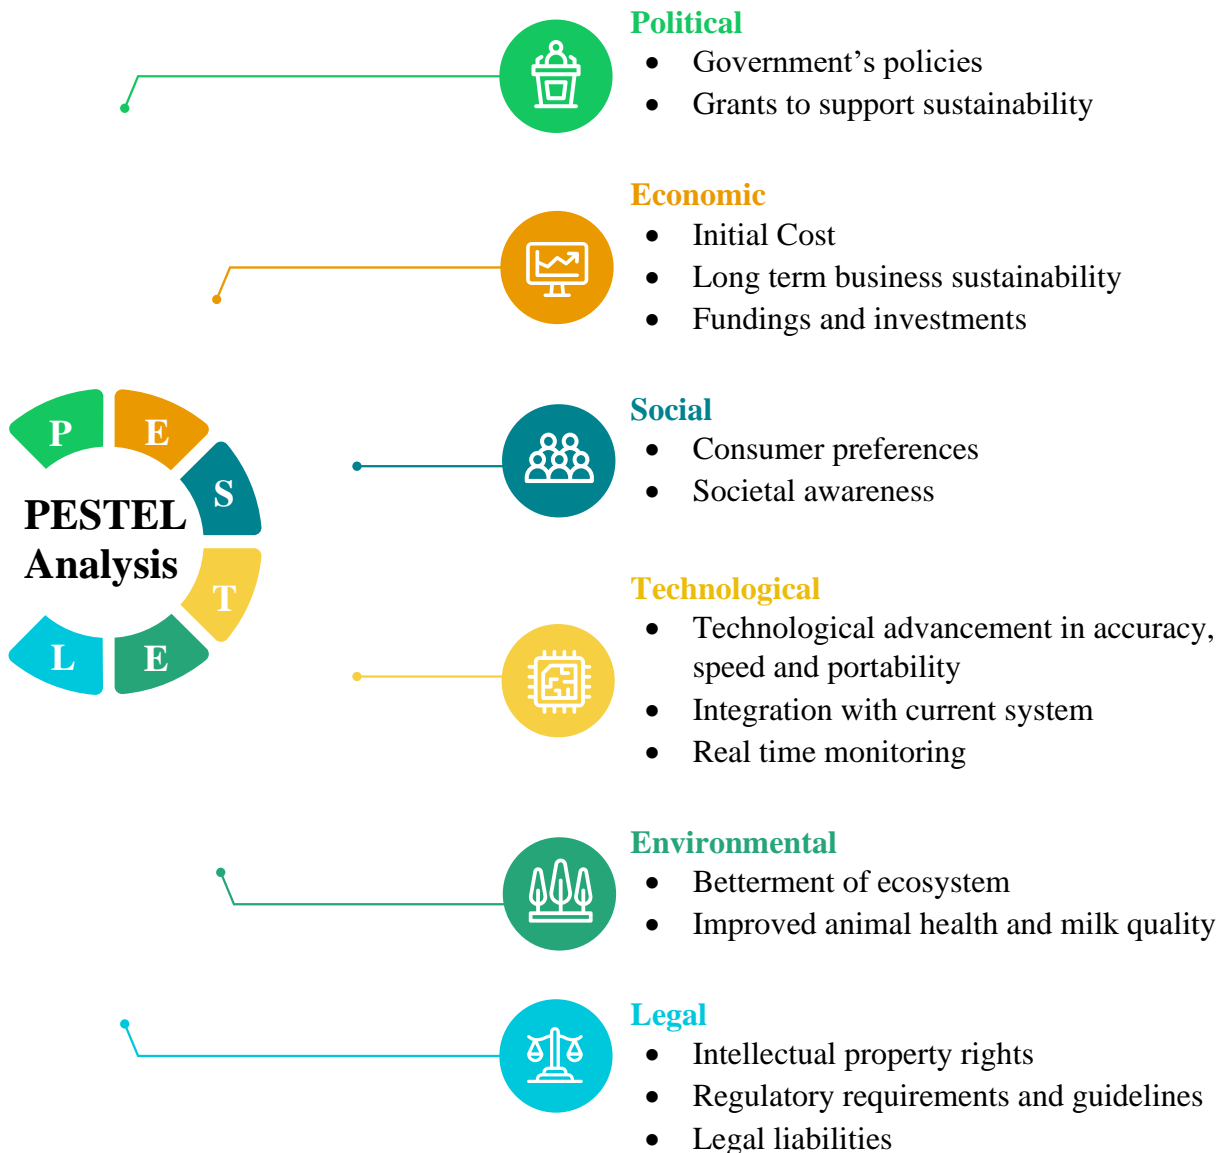 Political
• Government’s policies
• Grants to support sustainability
Economic
• Initial Cost
• Long term business sustainability
• Fundings and investments
P
E
S
T
E
L
PESTEL
Analysis
Social
• Consumer preferences
• Societal awareness
Technological
• Technological advancement in accuracy,
speed and portability
• Integration with current system
• Real time monitoring
Environmental
• Betterment of ecosystem
• Improved animal health and milk quality
Legal
• Intellectual property rights
• Regulatory requirements and guidelines
• Legal liabilities